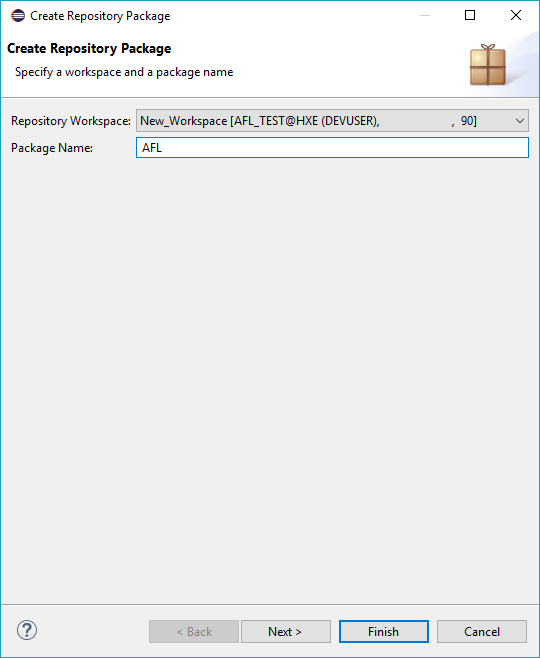 Create Repository Package
Create Repository Package
Specify a workspace and a package name
Repository Workspace: New_Workspace [AFL_TEST@HXE (DEVUSER), , 90]
Package Name: AFL
?
< Back Next > Finish Cancel